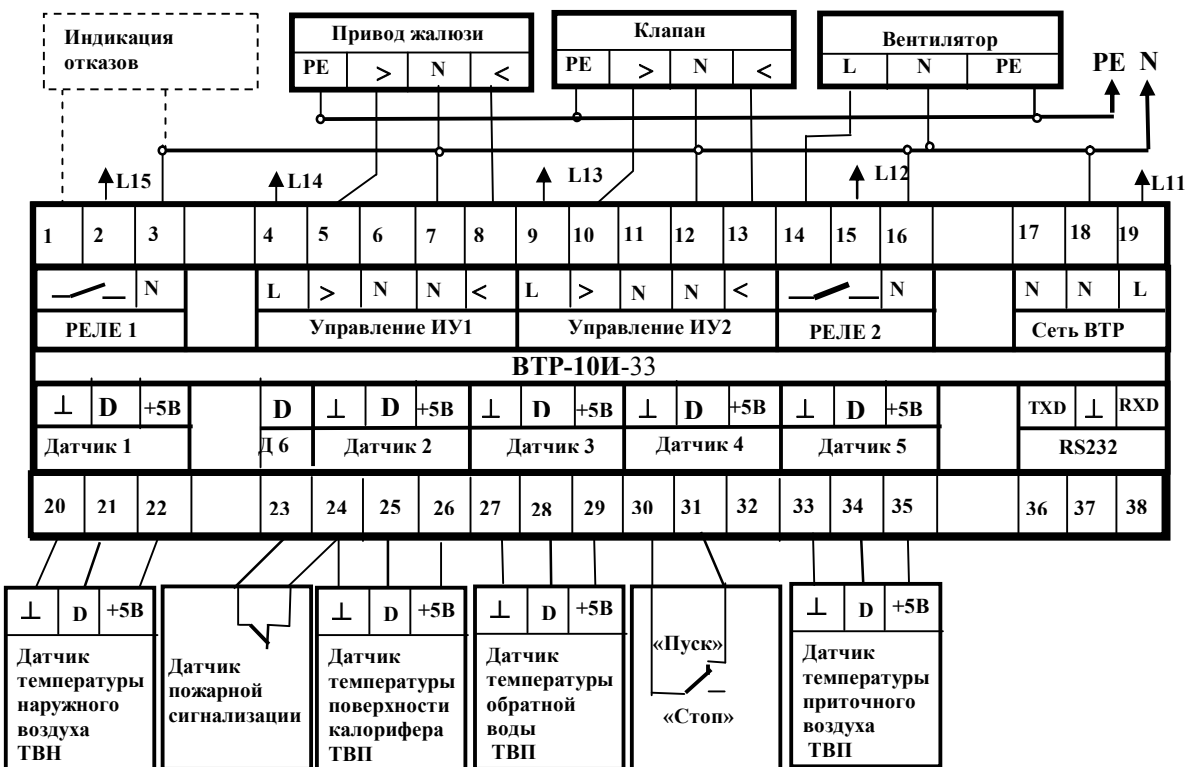 Индикация
отказов
Привод жалюзи
PE > N <
Клапан
PE > N <
Вентилятор
L N PE
PE N
L15 L14 L13 L12 L11
1 2 3 4 5 6 7 8 9 10 11 12 13 14 15 16 17 18 19
N L > N N < L > N N < N N N L
РЕЛЕ 1 Управление ИУ1 Управление ИУ2 РЕЛЕ 2 Сеть ВТР
ВТР-10И-33
⊥ D +5В D ⊥ D +5В ⊥ D +5В ⊥ D +5В ⊥ D +5В TXD ⊥ RXD
Датчик 1 Д 6 Датчик 2 Датчик 3 Датчик 4 Датчик 5 RS232
20 21 22 23 24 25 26 27 28 29 30 31 32 33 34 35 36 37 38
⊥ D +5В
Датчик
температуры
наружного
воздуха
ТВН
Датчик
пожарной
сигнализации
⊥ D +5В
Датчик
температуры
поверхности
калорифера
ТВП
⊥ D +5В
Датчик
температуры
обратной
воды
ТВП
«Пуск»
«Стоп»
⊥ D +5В
Датчик
температуры
приточного
воздуха
ТВП